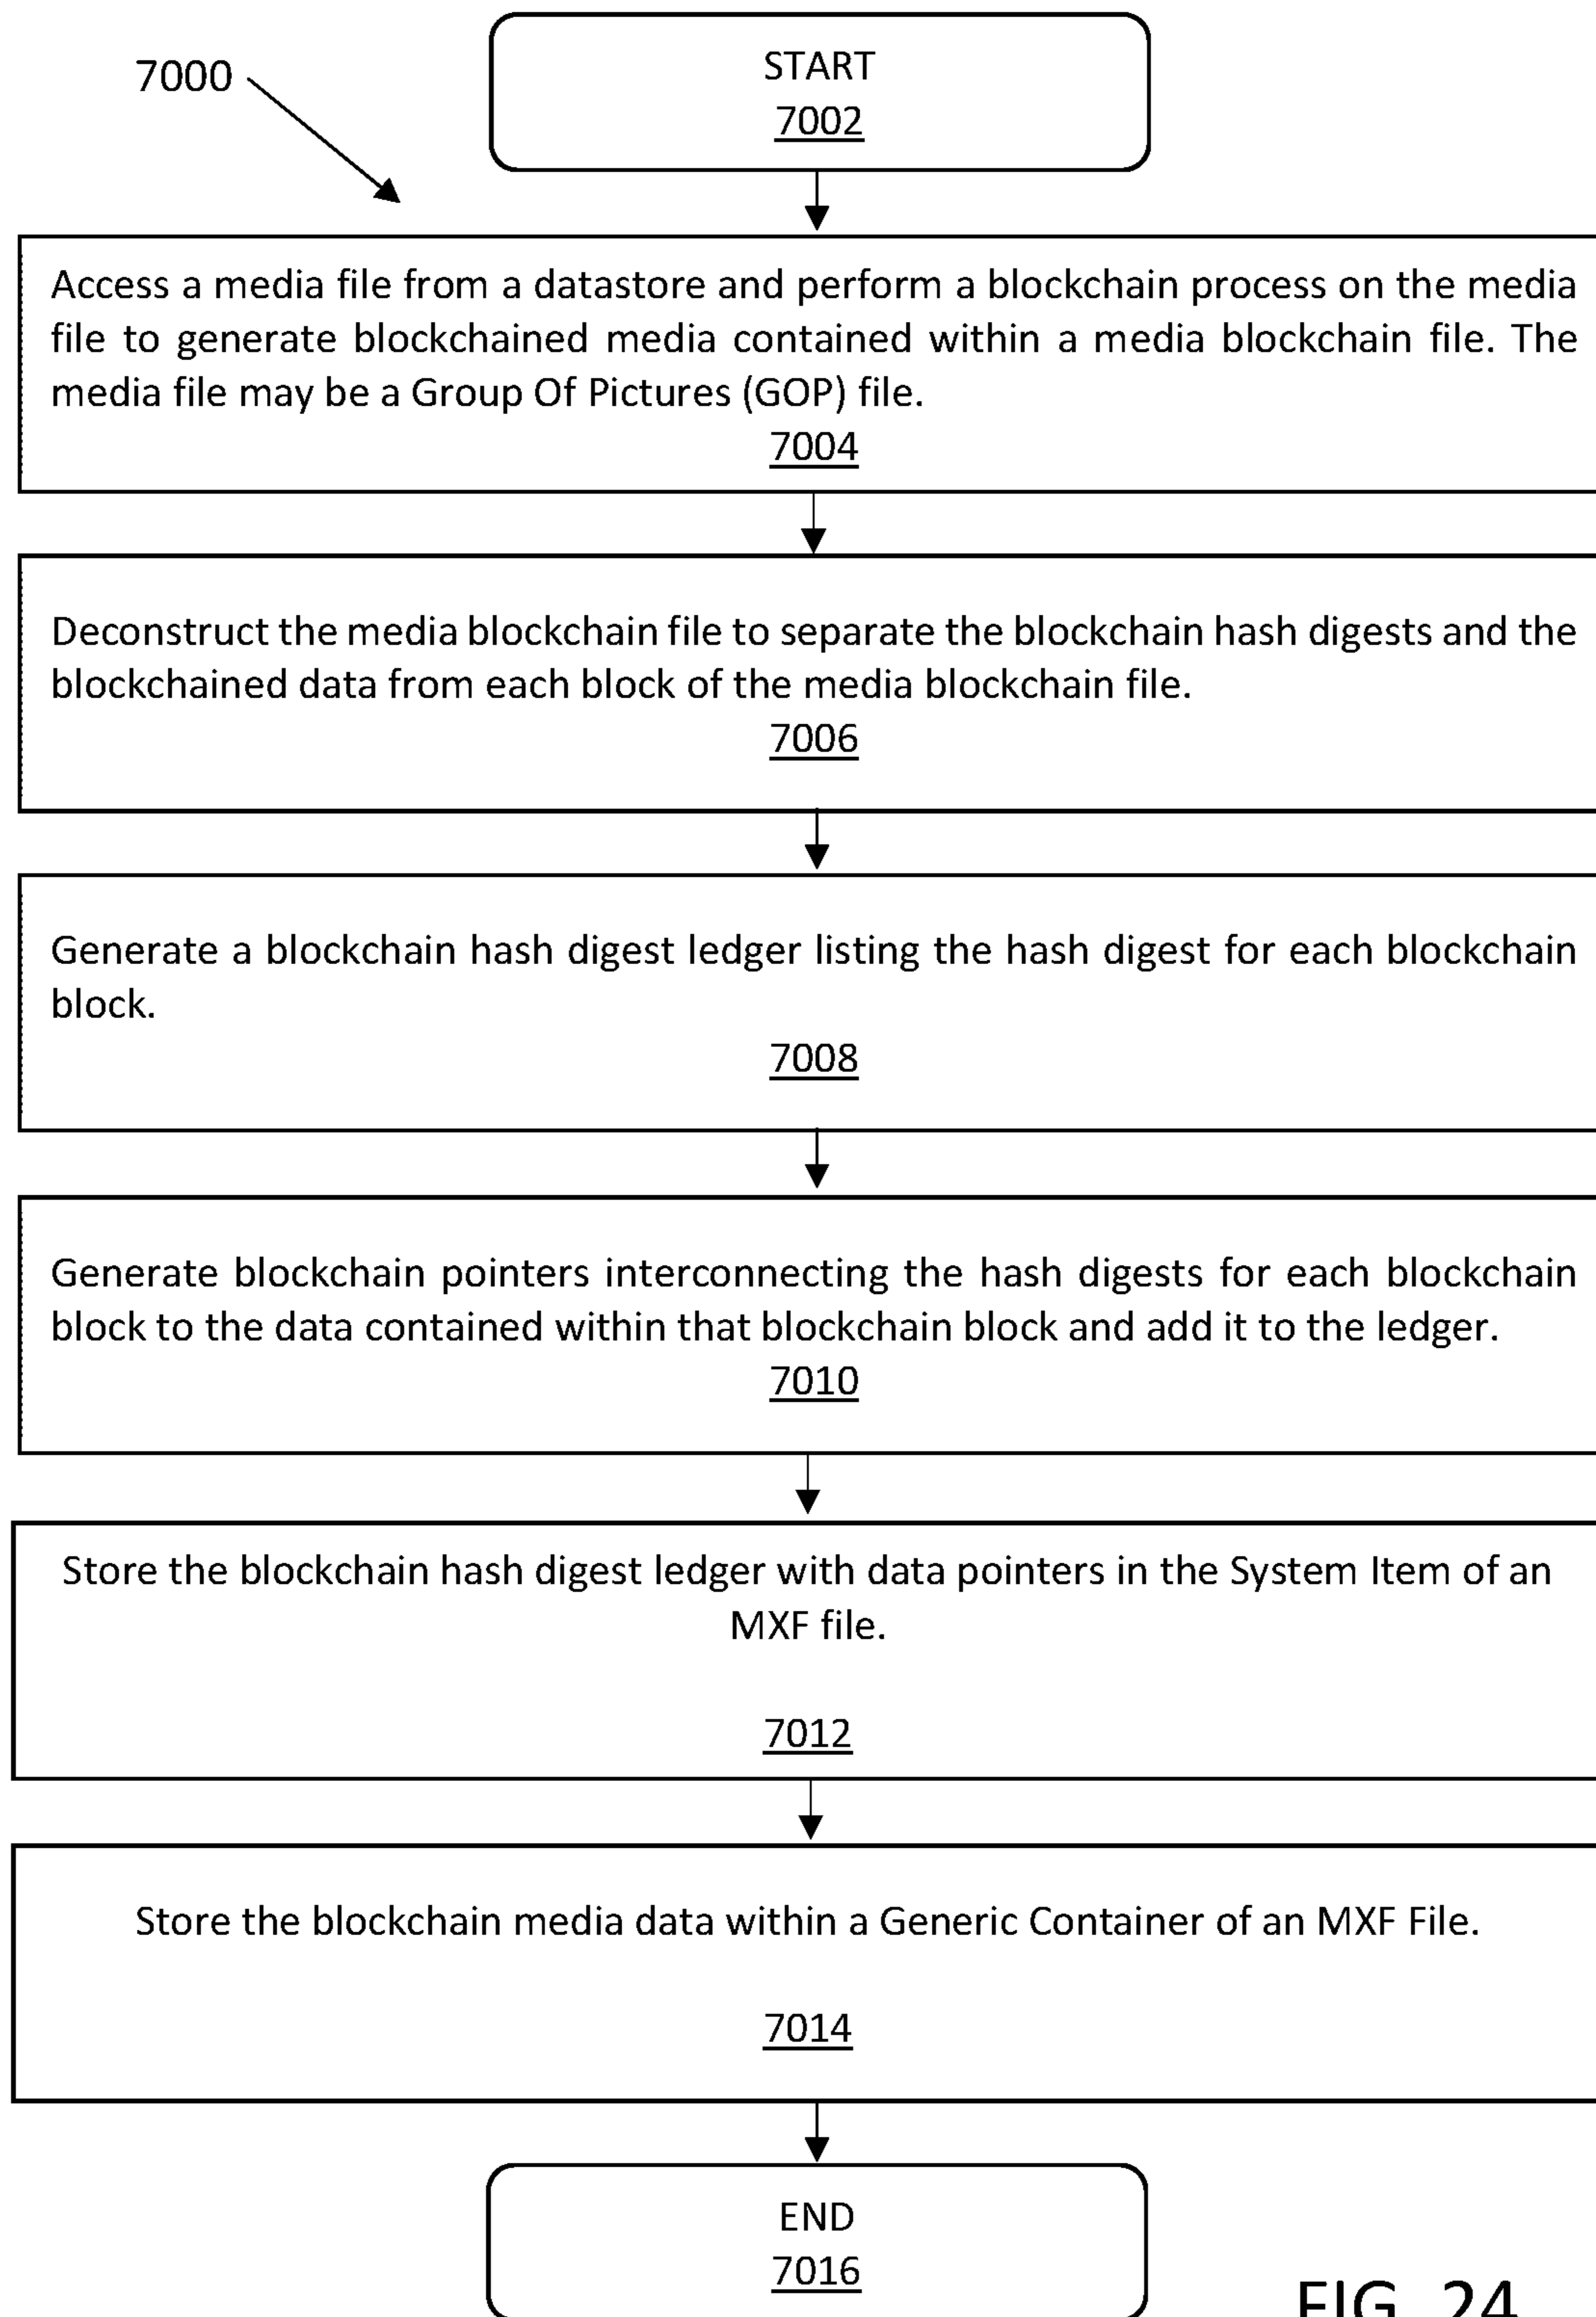 7000
START
7002
Access a media file from a datastore and perform a blockchain process on the media
file to generate blockchained media contained within a media blockchain file. The
media file may be a Group Of Pictures (GOP) file.
7004
Deconstruct the media blockchain file to separate the blockchain hash digests and the
blockchained data from each block of the media blockchain file.
7006
Generate a blockchain hash digest ledger listing the hash digest for each blockchain
block.
7008
Generate blockchain pointers interconnecting the hash digests for each blockchain
block to the data contained within that blockchain block and add it to the ledger.
7010
Store the blockchain hash digest ledger with data pointers in the System Item of an
MXF file.
7012
Store the blockchain media data within a Generic Container of an MXF File.
7014
END
7016
FIG. 24